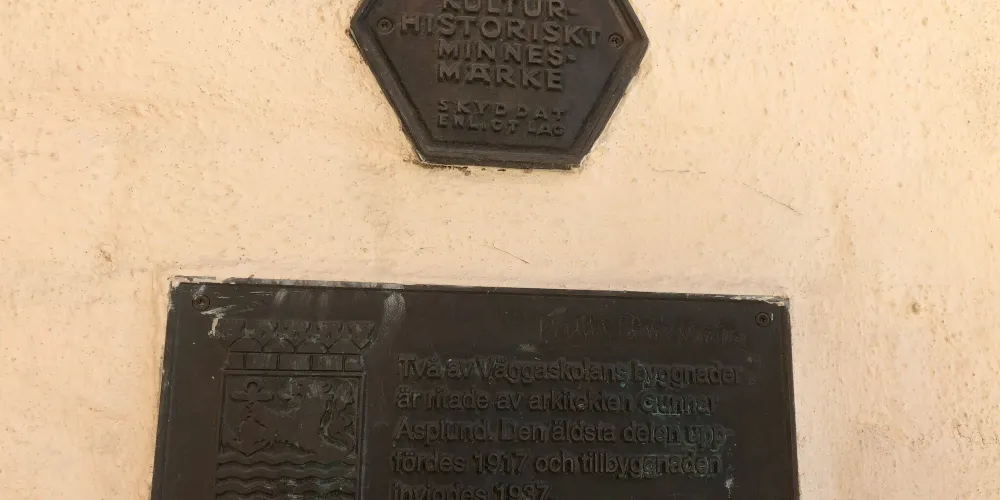 KULTUR-
HISTORISKT
MINNES-
MÄRKE
SKYDDAT
ENLIGT LAG
Två av Väggaskolans byggnader
är ritade av arkitekten Gunnar
Asplund. Den äldsta delen upp-
fördes 1917 och tillbyggnaden
invigdes 1937